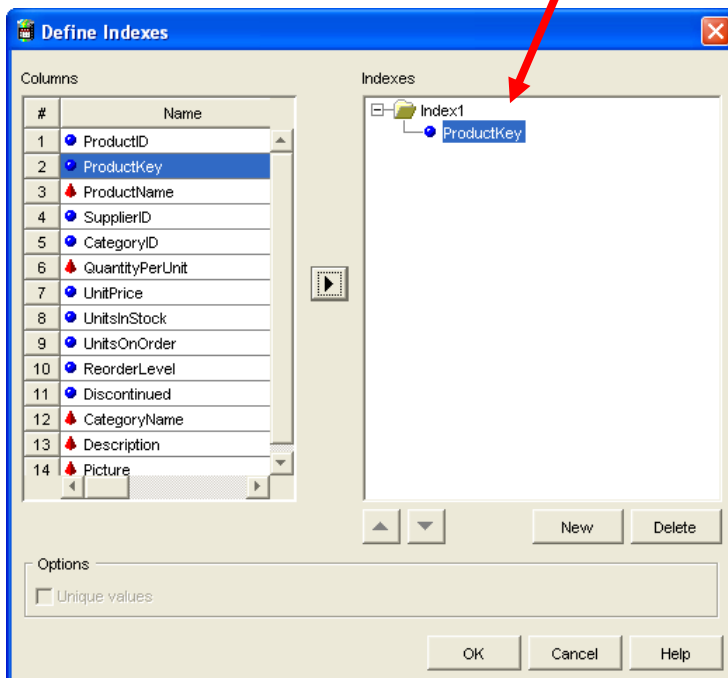 Define Indexes
Columns
# Name
1 ProductID
2 ProductKey
3 ProductName
4 SupplierID
5 CategoryID
6 QuantityPerUnit
7 UnitPrice
8 UnitsInStock
9 UnitsOnOrder
10 ReorderLevel
11 Discontinued
12 CategoryName
13 Description
14 Picture
Indexes
Index1
ProductKey
New Delete
Options
Unique values
OK Cancel Help